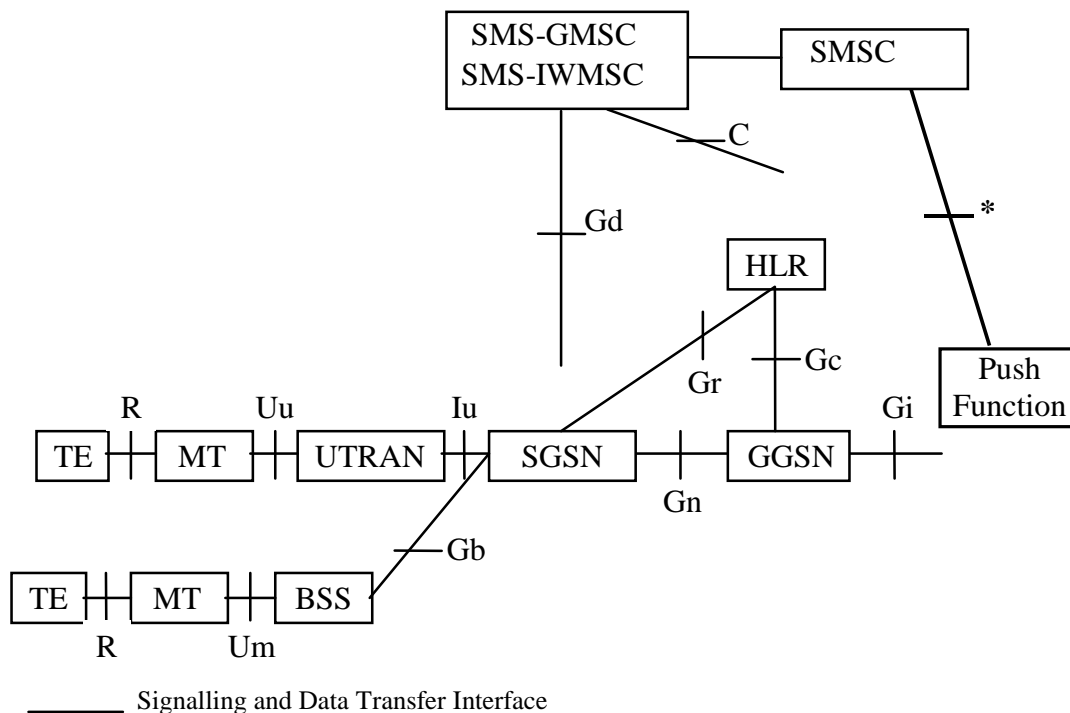 SMS-GMSC
SMS-IWMSC
SMSC
C
Gd
*
HLR
Gr
Gc
Push
Function
R
Uu
Iu
Gi
TE
MT
UTRAN
SGSN
GGSN
Gn
Gb
TE
MT
BSS
R
Um
Signalling and Data Transfer Interface